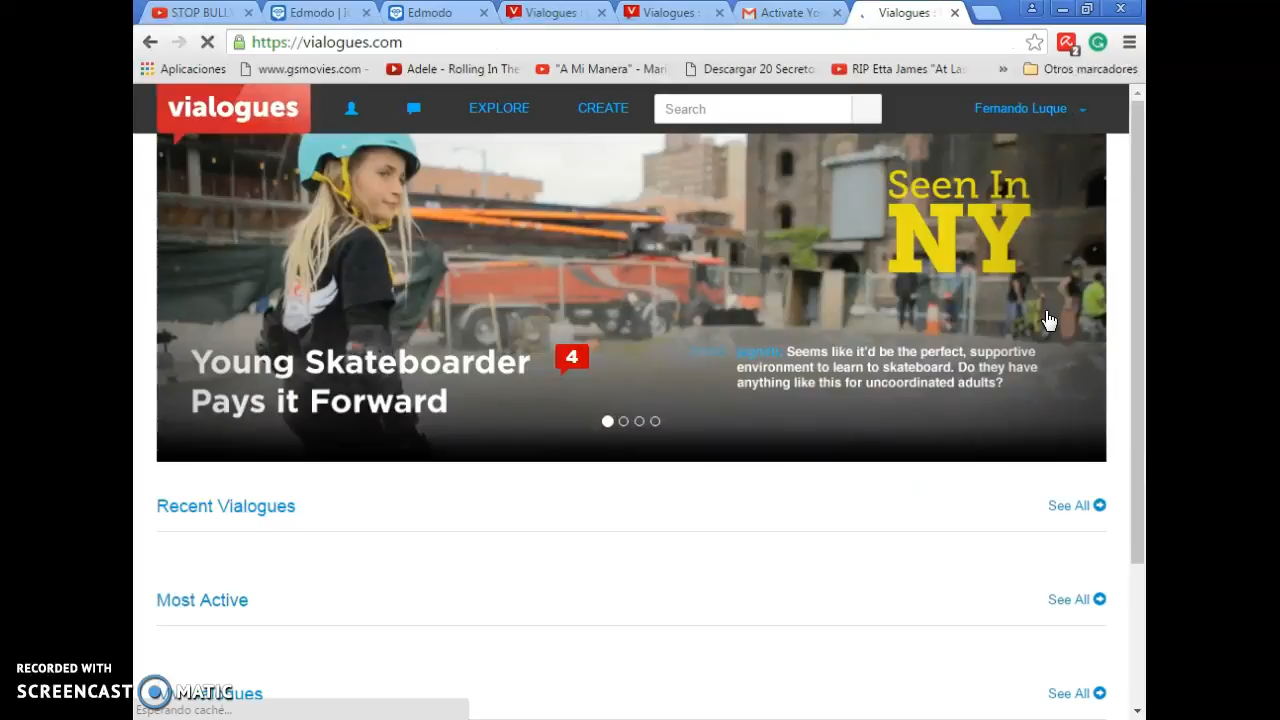 STOP BULLY
Edmodo | I
Edmodo
Vialogues
Vialogues
Activate Yo
Vialogues :
https://vialogues.com
2
Aplicaciones
www.gsmovies.com -
Adele - Rolling In The
"A Mi Manera" - Mari
Descargar 20 Secreto
RIP Etta James "At Las
»
Otros marcadores
vialogues
EXPLORE
CREATE
Search
Fernando Luque
Seen In
NY
Young Skateboarder
Pays it Forward
4
Seems like it'd be the perfect, supportive
environment to learn to skateboard. Do they have
anything like this for uncoordinated adults?
Recent Vialogues
See All
Most Active
See All
See All
RECORDED WITH
SCREENCAST MATIC
Esperando caché...